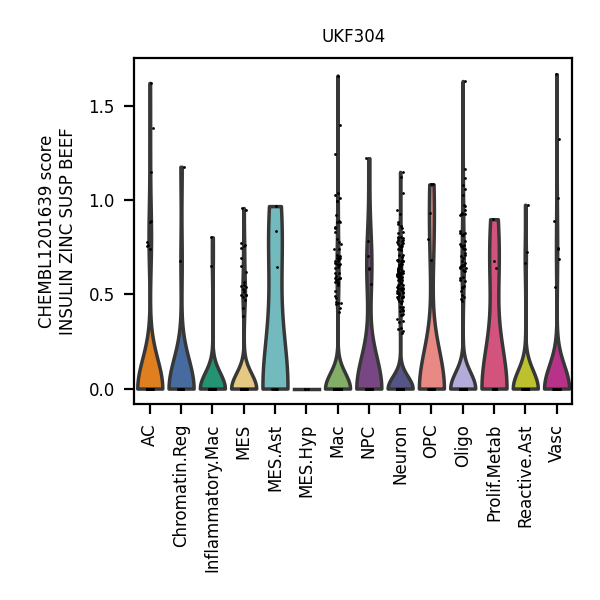 UKF304
CHEMBL1201639 score
INSULIN ZINC SUSP BEEF
1.5
1.0
0.5
0.0
AC
Chromatin.Reg
Inflammatory.Mac
MES
MES.Ast
MES.Hyp
Mac
NPC
Neuron
OPC
Oligo
Prolif.Metab
Reactive.Ast
Vasc